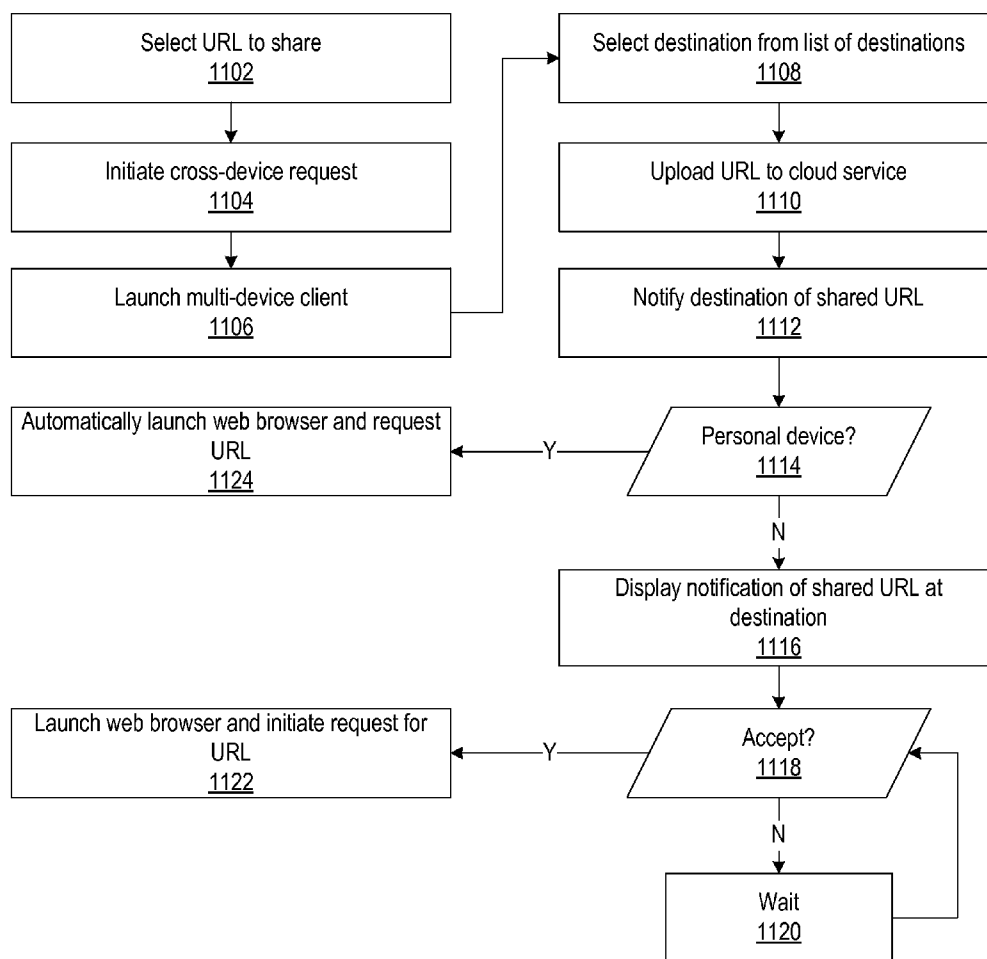 Select URL to share
1102
Initiate cross-device request
1104
Launch multi-device client
1106
Select destination from list of destinations
1108
Upload URL to cloud service
1110
Notify destination of shared URL
1112
Personal device?
1114
Y
Automatically launch web browser and request
URL
1124
N
Display notification of shared URL at
destination
1116
Accept?
1118
Y
Launch web browser and initiate request for
URL
1122
N
Wait
1120